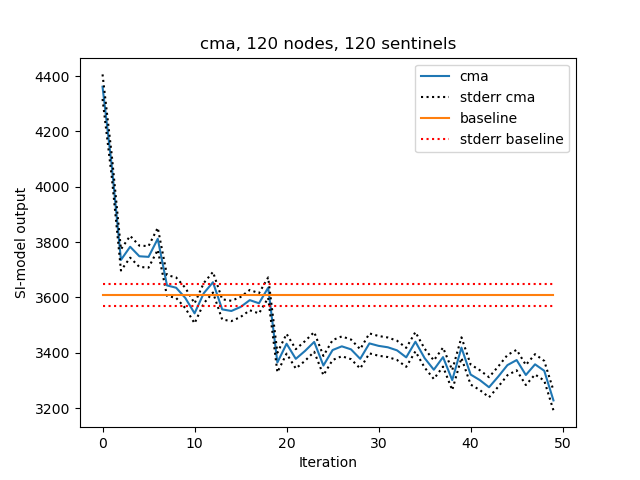 cma, 120 nodes, 120 sentinels
4400
4200
4000
3800
3600
3400
3200
SI-model output
cma
stderr cma
baseline
stderr baseline
0
10
20
30
40
50
Iteration